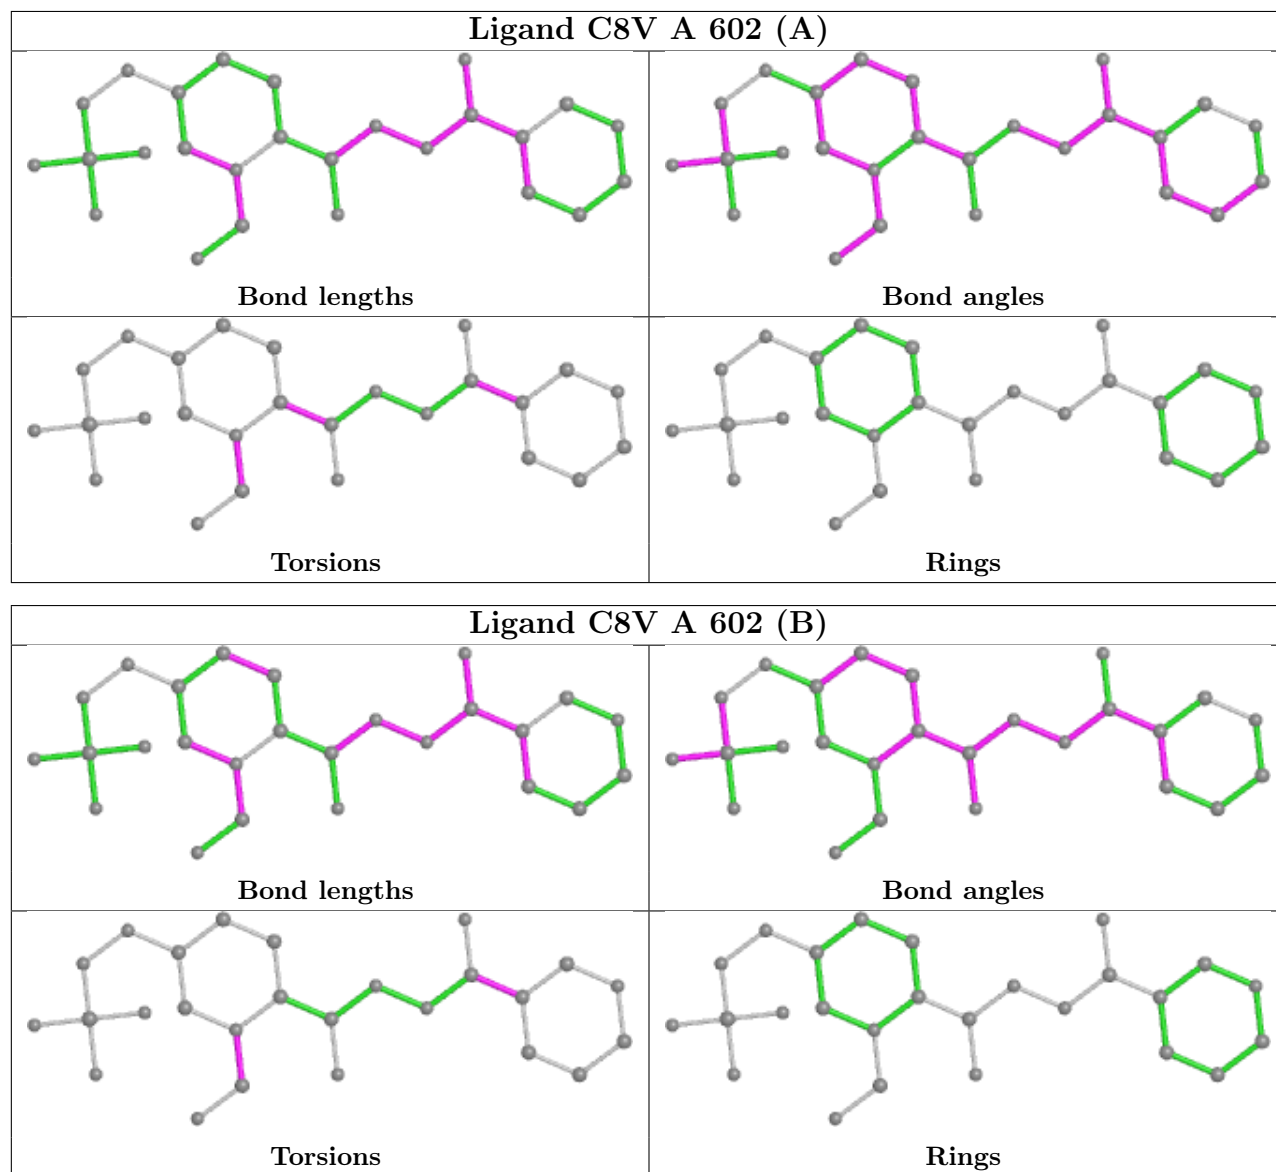 Ligand C8V A 602 (A)
Bond lengths
Bond angles
Torsions
Rings
Ligand C8V A 602 (B)
Bond lengths
Bond angles
Torsions
Rings